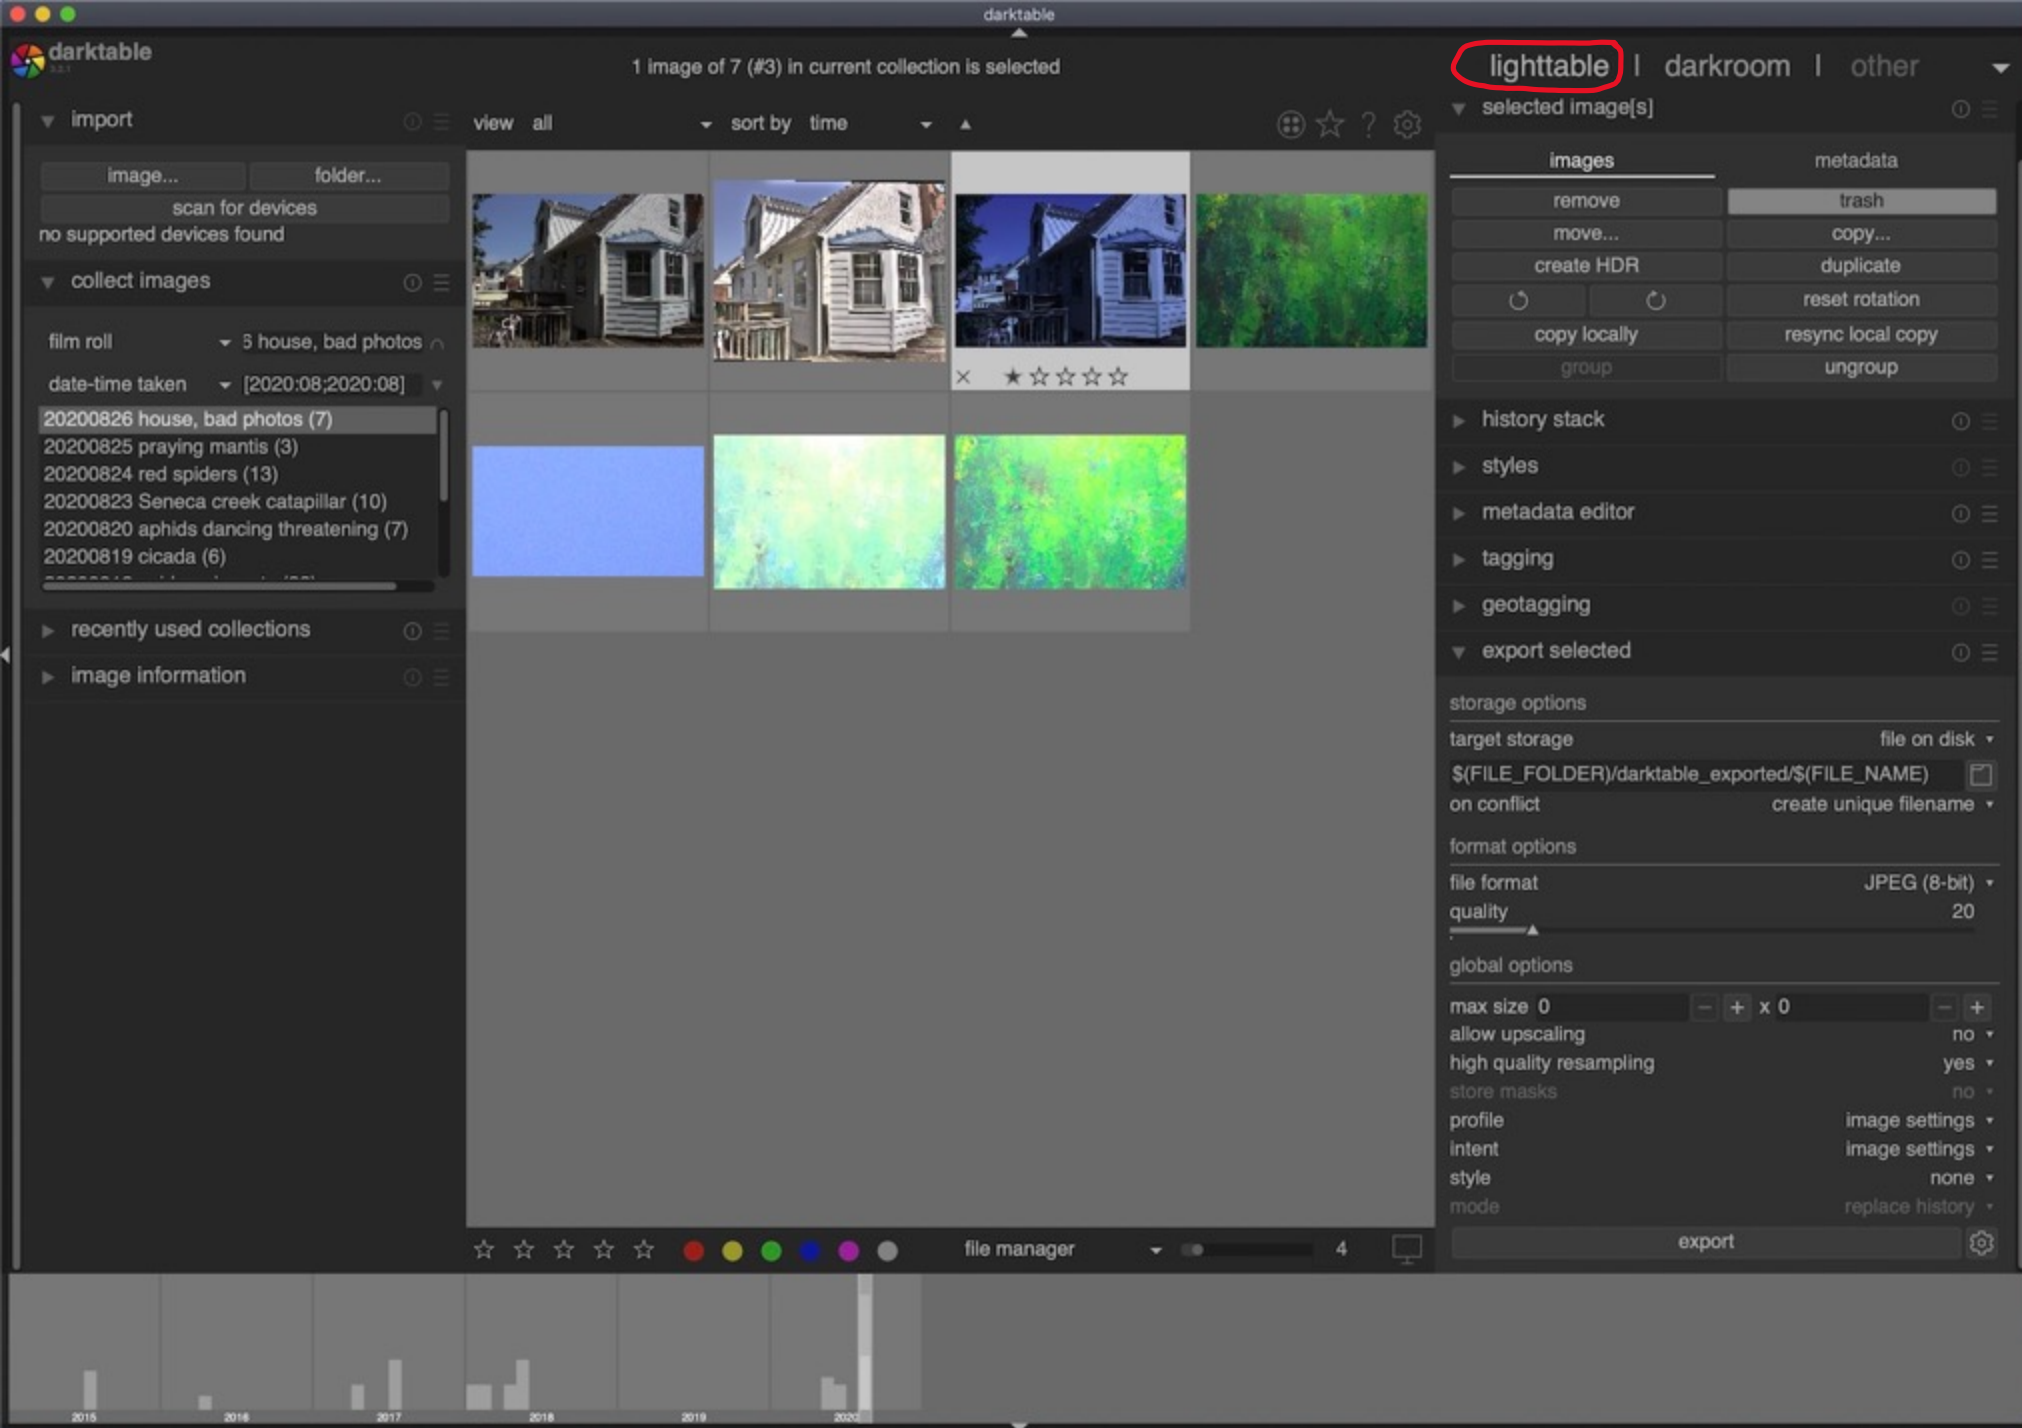 darktable
darktable
3.2.1
1 image of 7 (#3) in current collection is selected
lighttable | darkroom | other
import
image...
folder...
scan for devices
no supported devices found
collect images
film roll
6 house, bad photos
date-time taken
[2020:08;2020:08]
20200826 house, bad photos (7)
20200825 praying mantis (3)
20200824 red spiders (13)
20200823 Seneca creek catapillar (10)
20200820 aphids dancing threatening (7)
20200819 cicada (6)
recently used collections
image information
view all
sort by time
?
selected image[s]
images
metadata
remove
trash
move...
copy...
create HDR
duplicate
reset rotation
copy locally
resync local copy
group
ungroup
history stack
styles
metadata editor
tagging
geotagging
export selected
storage options
target storage
file on disk
$(FILE_FOLDER)/darktable_exported/$(FILE_NAME)
on conflict
create unique filename
format options
file format
JPEG (8-bit)
quality
20
global options
max size 0
- + x 0
- +
allow upscaling
no
high quality resampling
yes
store masks
no
profile
image settings
intent
image settings
style
none
mode
replace history
export
file manager
4
2015
2016
2017
2018
2019
2020